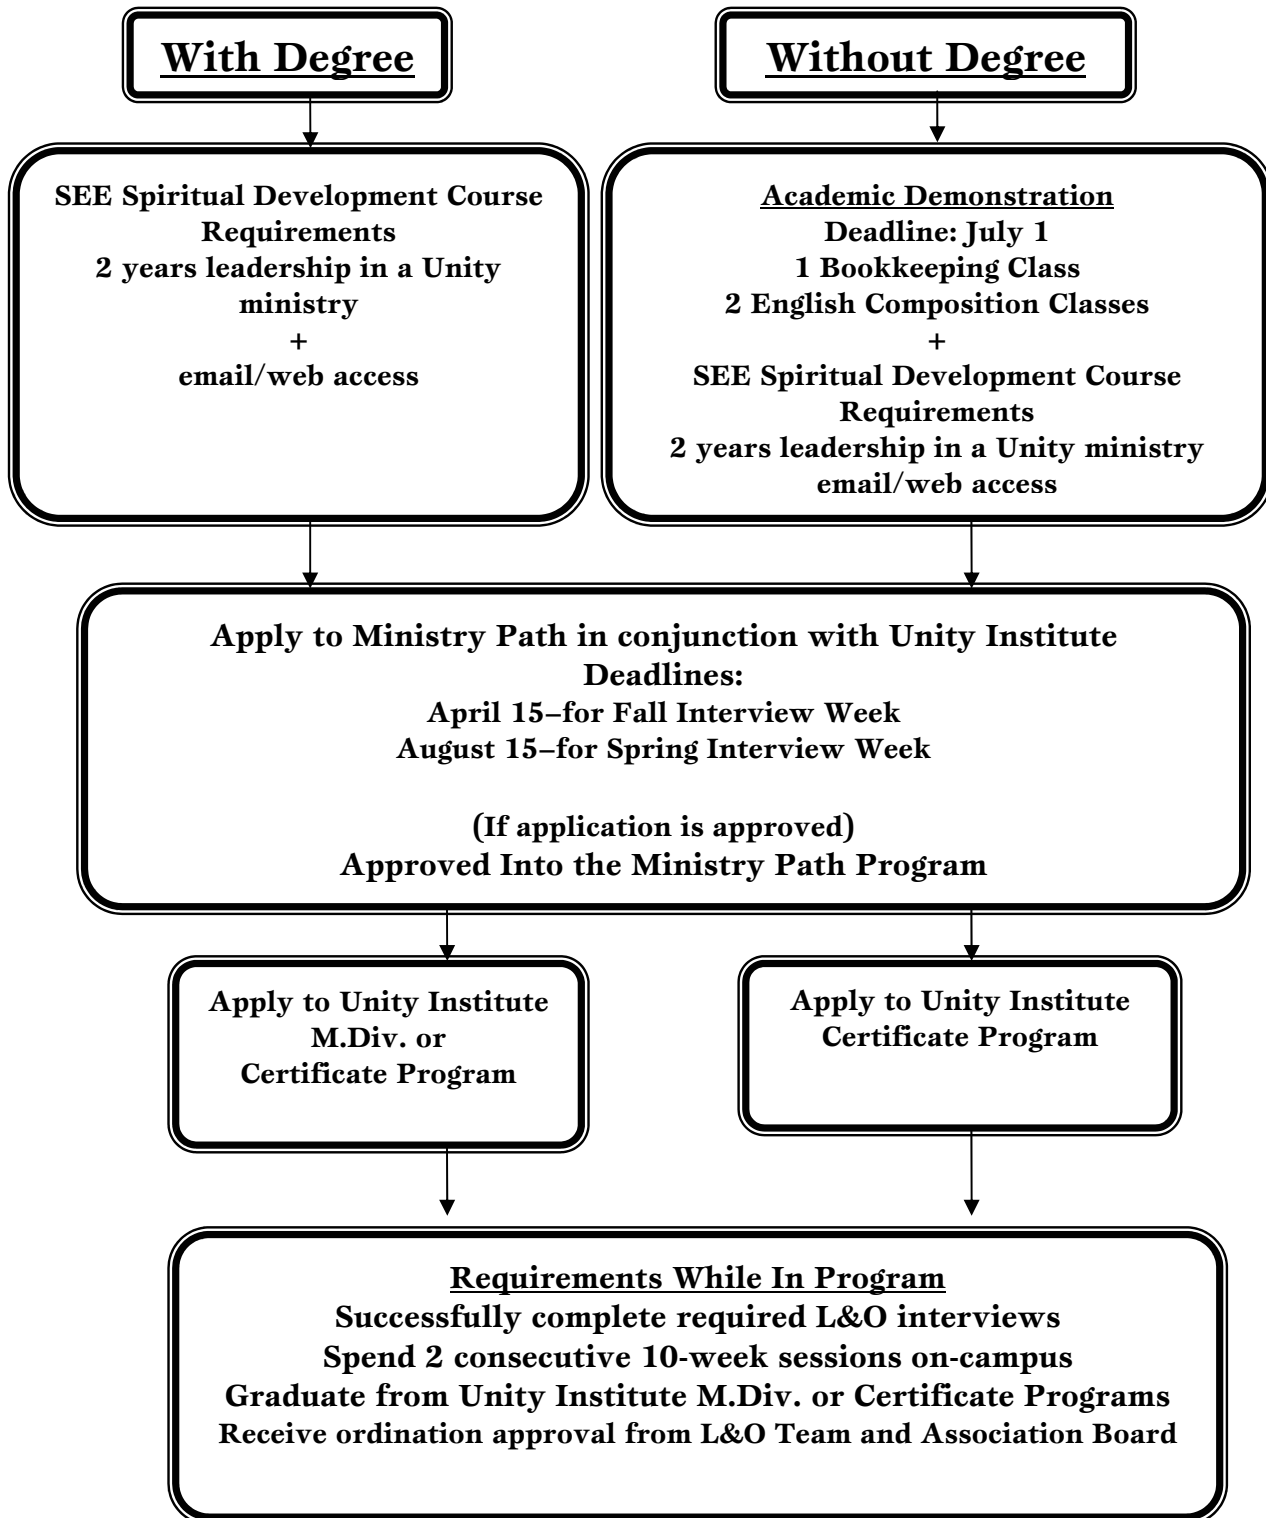 With Degree
Without Degree
SEE Spiritual Development Course
Requirements
2 years leadership in a Unity
ministry
+
email/web access
Academic Demonstration
Deadline: July 1
1 Bookkeeping Class
2 English Composition Classes
+
SEE Spiritual Development Course
Requirements
2 years leadership in a Unity ministry
email/web access
Apply to Ministry Path in conjunction with Unity Institute
Deadlines:
April 15–for Fall Interview Week
August 15–for Spring Interview Week
(If application is approved)
Approved Into the Ministry Path Program
Apply to Unity Institute
M.Div. or
Certificate Program
Apply to Unity Institute
Certificate Program
Requirements While In Program
Successfully complete required L&O interviews
Spend 2 consecutive 10-week sessions on-campus
Graduate from Unity Institute M.Div. or Certificate Programs
Receive ordination approval from L&O Team and Association Board